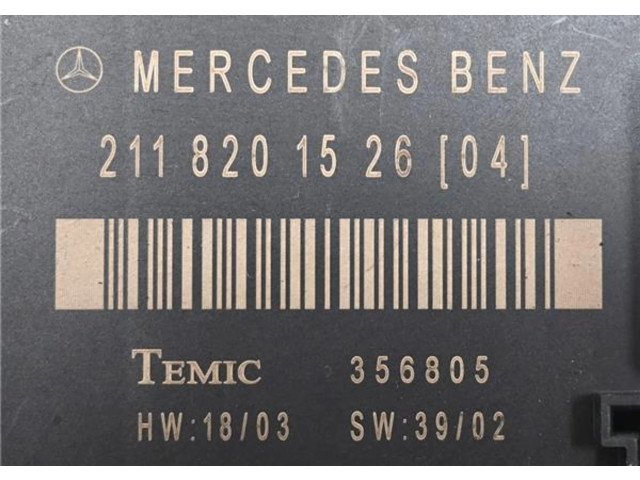 MERCEDES BENZ
211 820 15 26 [04]
TEMIC 356805
HW:18/03 SW:39/02